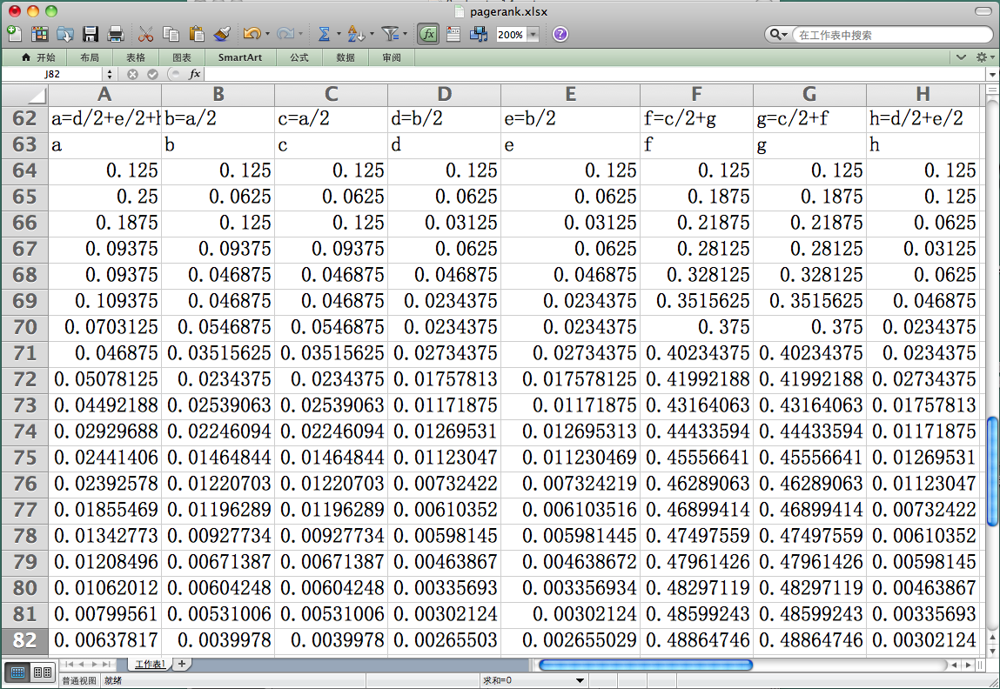 pagerank.xlsx
200% 在工作表中搜索
开始 布局 表格 图表 SmartArt 公式 数据 审阅
J82 fx
A B C D E F G H
62 a=d/2+e/2+h b=a/2 c=a/2 d=b/2 e=b/2 f=c/2+g g=c/2+f h=d/2+e/2
63 a b c d e f g h
64 0.125 0.125 0.125 0.125 0.125 0.125 0.125 0.125
65 0.25 0.0625 0.0625 0.0625 0.0625 0.1875 0.1875 0.125
66 0.1875 0.125 0.125 0.03125 0.03125 0.21875 0.21875 0.0625
67 0.09375 0.09375 0.09375 0.0625 0.0625 0.28125 0.28125 0.03125
68 0.09375 0.046875 0.046875 0.046875 0.046875 0.328125 0.328125 0.0625
69 0.109375 0.046875 0.046875 0.0234375 0.0234375 0.3515625 0.3515625 0.046875
70 0.0703125 0.0546875 0.0546875 0.0234375 0.0234375 0.375 0.375 0.0234375
71 0.046875 0.03515625 0.03515625 0.02734375 0.02734375 0.40234375 0.40234375 0.0234375
72 0.05078125 0.0234375 0.0234375 0.01757813 0.017578125 0.41992188 0.41992188 0.02734375
73 0.04492188 0.02539063 0.02539063 0.01171875 0.01171875 0.43164063 0.43164063 0.01757813
74 0.02929688 0.02246094 0.02246094 0.01269531 0.012695313 0.44433594 0.44433594 0.01171875
75 0.02441406 0.01464844 0.01464844 0.01123047 0.011230469 0.45556641 0.45556641 0.01269531
76 0.02392578 0.01220703 0.01220703 0.00732422 0.007324219 0.46289063 0.46289063 0.01123047
77 0.01855469 0.01196289 0.01196289 0.00610352 0.006103516 0.46899414 0.46899414 0.00732422
78 0.01342773 0.00927734 0.00927734 0.00598145 0.005981445 0.47497559 0.47497559 0.00610352
79 0.01208496 0.00671387 0.00671387 0.00463867 0.004638672 0.47961426 0.47961426 0.00598145
80 0.01062012 0.00604248 0.00604248 0.00335693 0.003356934 0.48297119 0.48297119 0.00463867
81 0.00799561 0.00531006 0.00531006 0.00302124 0.00302124 0.48599243 0.48599243 0.00335693
82 0.00637817 0.0039978 0.0039978 0.00265503 0.002655029 0.48864746 0.48864746 0.00302124
工作表1
普通视图 就绪 求和=0